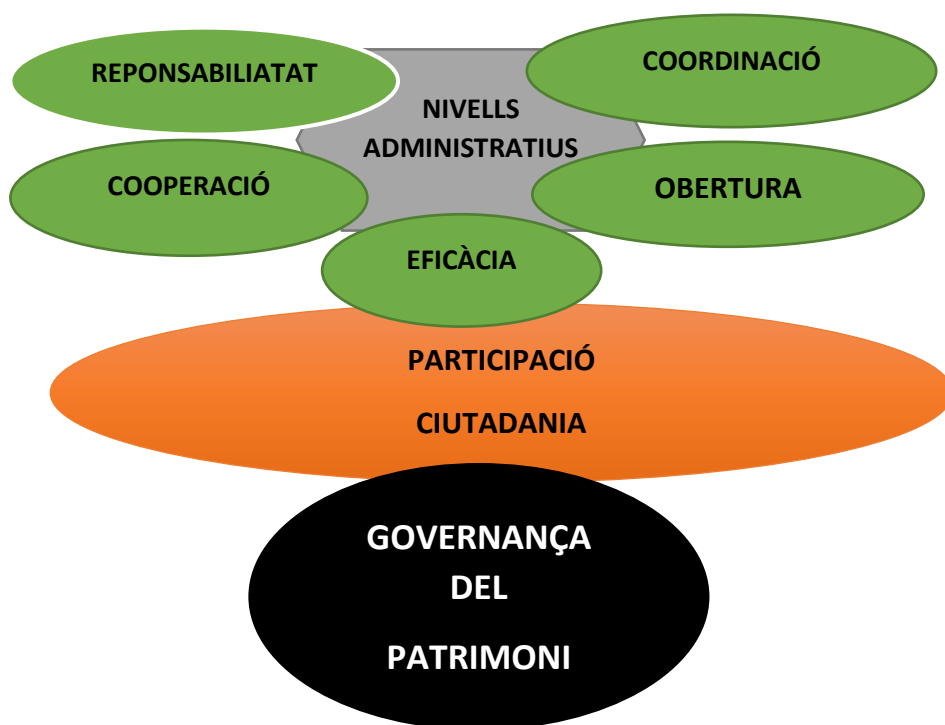 REPONSABILIATAT
COORDINACIÓ
NIVELLS
ADMINISTRATIUS
COOPERACIÓ
OBERTURA
EFICÀCIA
PARTICIPACIÓ
CIUTADANIA
GOVERNANÇA
DEL
PATRIMONI